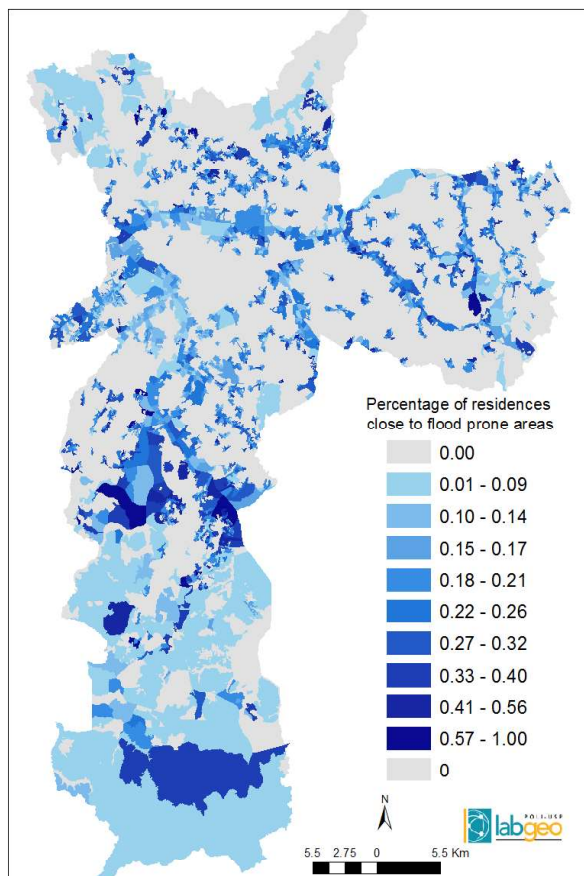 Percentage of residences
close to flood prone areas
0.00
0.01 - 0.09
0.10 - 0.14
0.15 - 0.17
0.18 - 0.21
0.22 - 0.26
0.27 - 0.32
0.33 - 0.40
0.41 - 0.56
0.57 - 1.00
0
N
POLI-USP
labgeo
5.5 2.75 0 5.5 Km